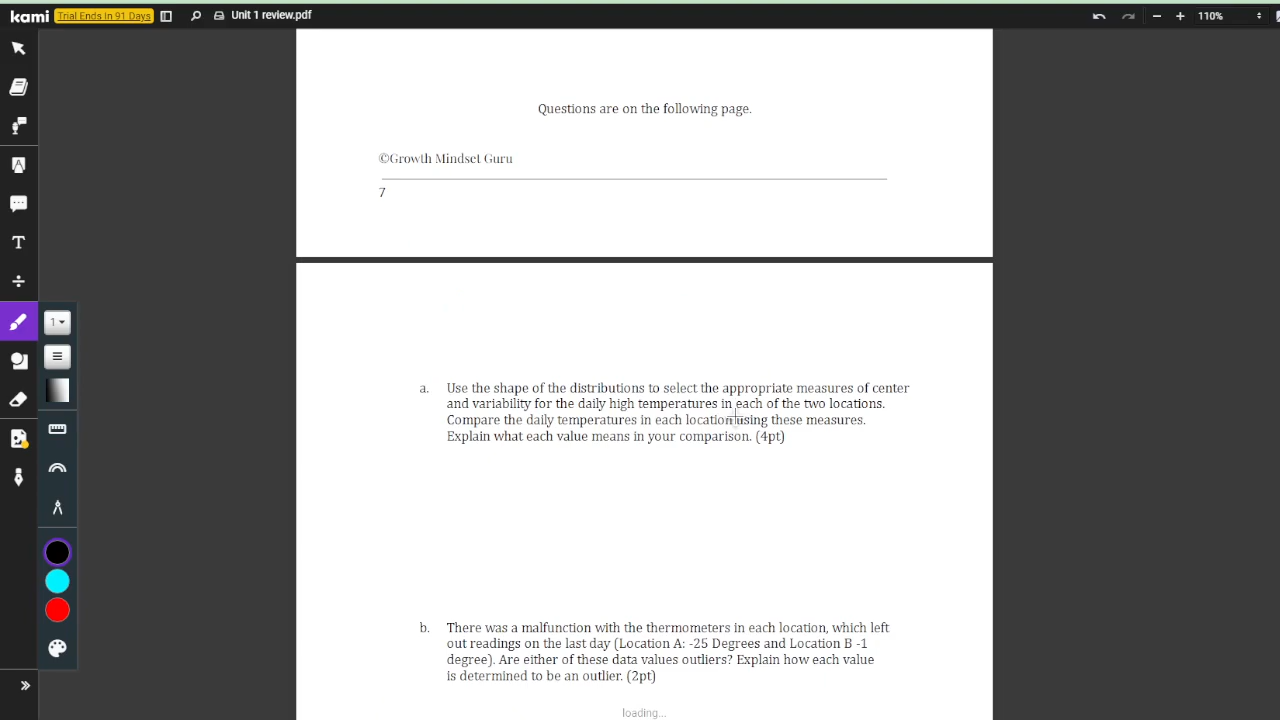 kami
Trial Ends In 91 Days
Unit 1 review.pdf
110%
Questions are on the following page.
©Growth Mindset Guru
7
a. Use the shape of the distributions to select the appropriate measures of center
and variability for the daily high temperatures in each of the two locations.
Compare the daily temperatures in each location using these measures.
Explain what each value means in your comparison. (4pt)
b. There was a malfunction with the thermometers in each location, which left
out readings on the last day (Location A: -25 Degrees and Location B -1
degree). Are either of these data values outliers? Explain how each value
is determined to be an outlier. (2pt)
loading...
1